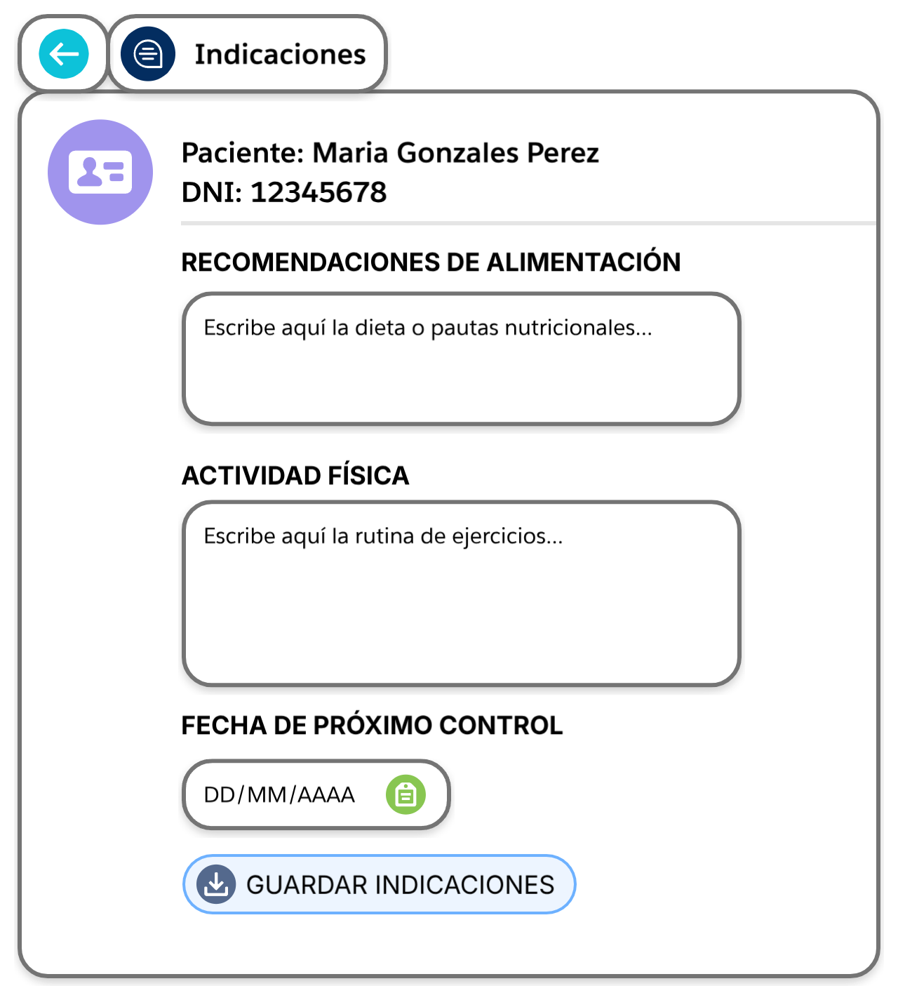 Indicaciones
Paciente: Maria Gonzales Perez
DNI: 12345678
RECOMENDACIONES DE ALIMENTACIÓN
Escribe aquí la dieta o pautas nutricionales...
ACTIVIDAD FÍSICA
Escribe aquí la rutina de ejercicios...
FECHA DE PRÓXIMO CONTROL
DD/MM/AAAA
GUARDAR INDICACIONES